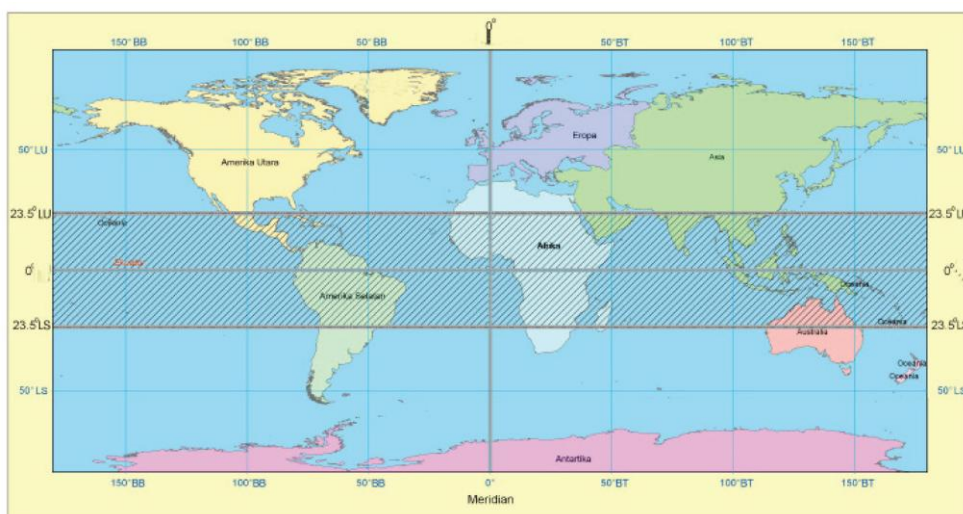 0°
150° BB 100° BB 50° BB 50° BT 100° BT 150° BT
Eropa
50° LU Amerika Utara Asia 50° LU
23.5° LU 23.5° LU
Oceania
Afrika
0° 0°
Oceania
Amerika Selatan
Oceania
23.5° LS 23.5° LS
Australia
Oceania
Oceania
50° LS 50° LS
Antartika
150° BB 100° BB 50° BB 0° 50° BT 100° BT 150° BT
Meridian